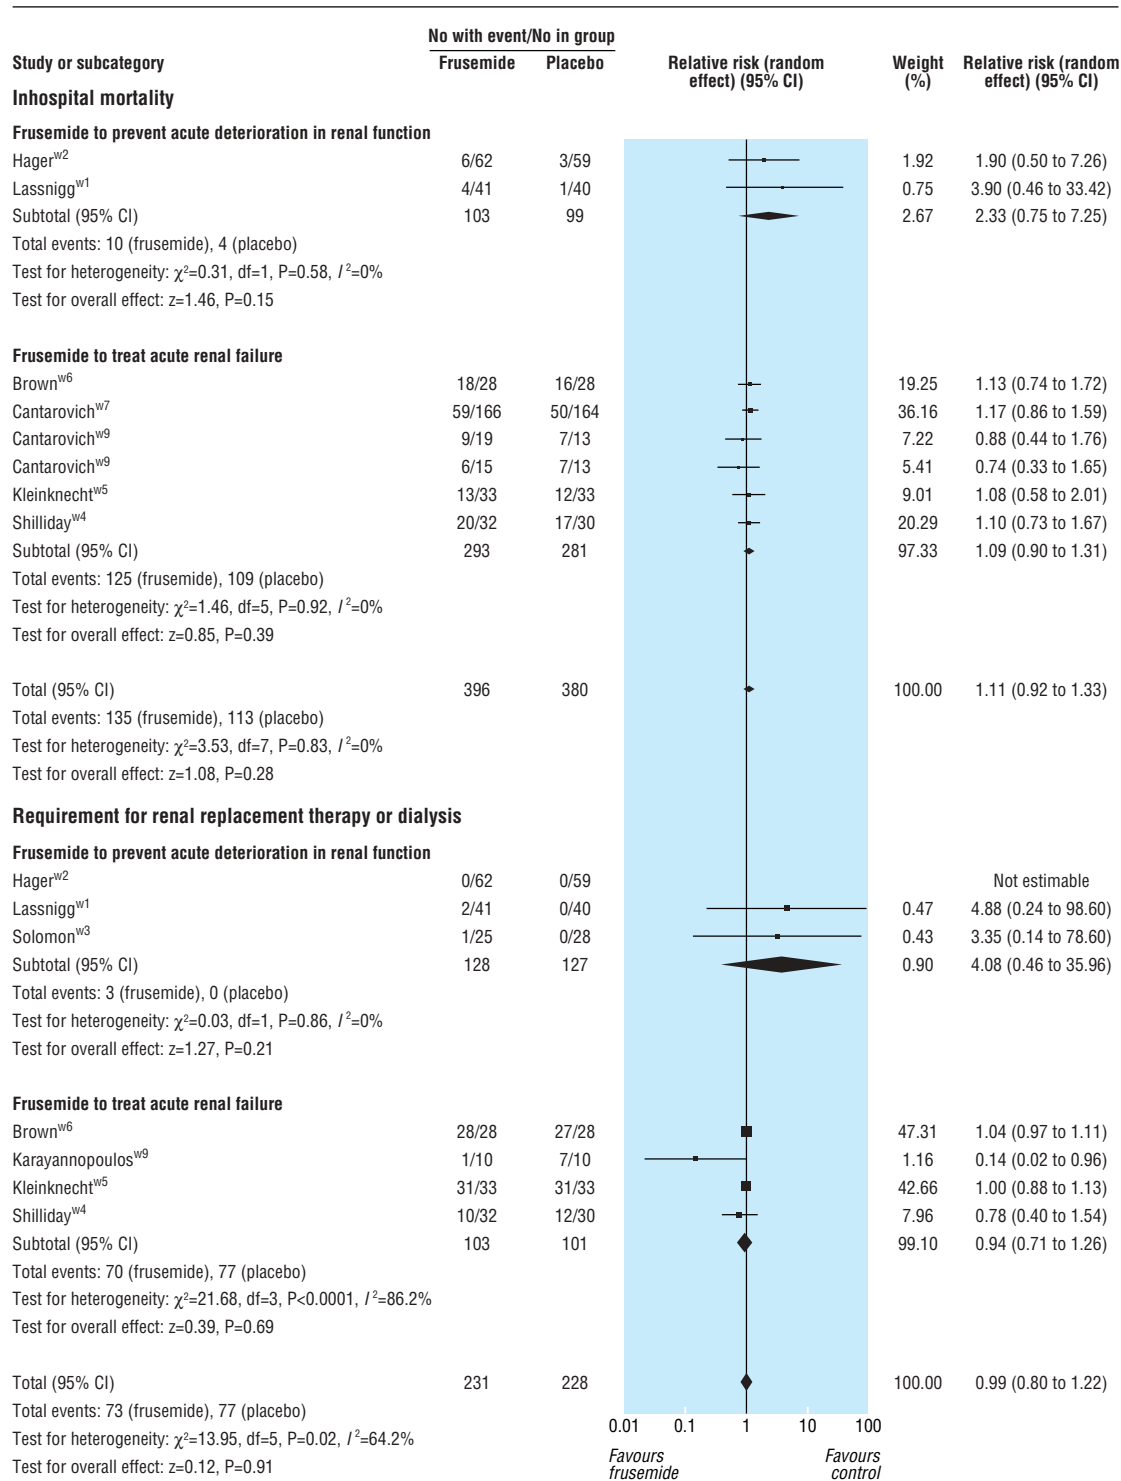 No with event/No in group
Study or subcategory Frusemide Placebo Relative risk (random effect) (95% CI) Weight (%) Relative risk (random effect) (95% CI)
Inhospital mortality
Frusemide to prevent acute deterioration in renal function
Hager^w2 6/62 3/59 1.92 1.90 (0.50 to 7.26)
Lassnigg^w1 4/41 1/40 0.75 3.90 (0.46 to 33.42)
Subtotal (95% CI) 103 99 2.67 2.33 (0.75 to 7.25)
Total events: 10 (frusemide), 4 (placebo)
Test for heterogeneity: χ²=0.31, df=1, P=0.58, I²=0%
Test for overall effect: z=1.46, P=0.15
Frusemide to treat acute renal failure
Brown^w6 18/28 16/28 19.25 1.13 (0.74 to 1.72)
Cantarovich^w7 59/166 50/164 36.16 1.17 (0.86 to 1.59)
Cantarovich^w9 9/19 7/13 7.22 0.88 (0.44 to 1.76)
Cantarovich^w9 6/15 7/13 5.41 0.74 (0.33 to 1.65)
Kleinknecht^w5 13/33 12/33 9.01 1.08 (0.58 to 2.01)
Shilliday^w4 20/32 17/30 20.29 1.10 (0.73 to 1.67)
Subtotal (95% CI) 293 281 97.33 1.09 (0.90 to 1.31)
Total events: 125 (frusemide), 109 (placebo)
Test for heterogeneity: χ²=1.46, df=5, P=0.92, I²=0%
Test for overall effect: z=0.85, P=0.39
Total (95% CI) 396 380 100.00 1.11 (0.92 to 1.33)
Total events: 135 (frusemide), 113 (placebo)
Test for heterogeneity: χ²=3.53, df=7, P=0.83, I²=0%
Test for overall effect: z=1.08, P=0.28
Requirement for renal replacement therapy or dialysis
Frusemide to prevent acute deterioration in renal function
Hager^w2 0/62 0/59 Not estimable
Lassnigg^w1 2/41 0/40 0.47 4.88 (0.24 to 98.60)
Solomon^w3 1/25 0/28 0.43 3.35 (0.14 to 78.60)
Subtotal (95% CI) 128 127 0.90 4.08 (0.46 to 35.96)
Total events: 3 (frusemide), 0 (placebo)
Test for heterogeneity: χ²=0.03, df=1, P=0.86, I²=0%
Test for overall effect: z=1.27, P=0.21
Frusemide to treat acute renal failure
Brown^w6 28/28 27/28 47.31 1.04 (0.97 to 1.11)
Karayannopoulos^w9 1/10 7/10 1.16 0.14 (0.02 to 0.96)
Kleinknecht^w5 31/33 31/33 42.66 1.00 (0.88 to 1.13)
Shilliday^w4 10/32 12/30 7.96 0.78 (0.40 to 1.54)
Subtotal (95% CI) 103 101 99.10 0.94 (0.71 to 1.26)
Total events: 70 (frusemide), 77 (placebo)
Test for heterogeneity: χ²=21.68, df=3, P<0.0001, I²=86.2%
Test for overall effect: z=0.39, P=0.69
Total (95% CI) 231 228 100.00 0.99 (0.80 to 1.22)
Total events: 73 (frusemide), 77 (placebo)
Test for heterogeneity: χ²=13.95, df=5, P=0.02, I²=64.2%
Test for overall effect: z=0.12, P=0.91
0.01 0.1 1 10 100
Favours frusemide Favours control